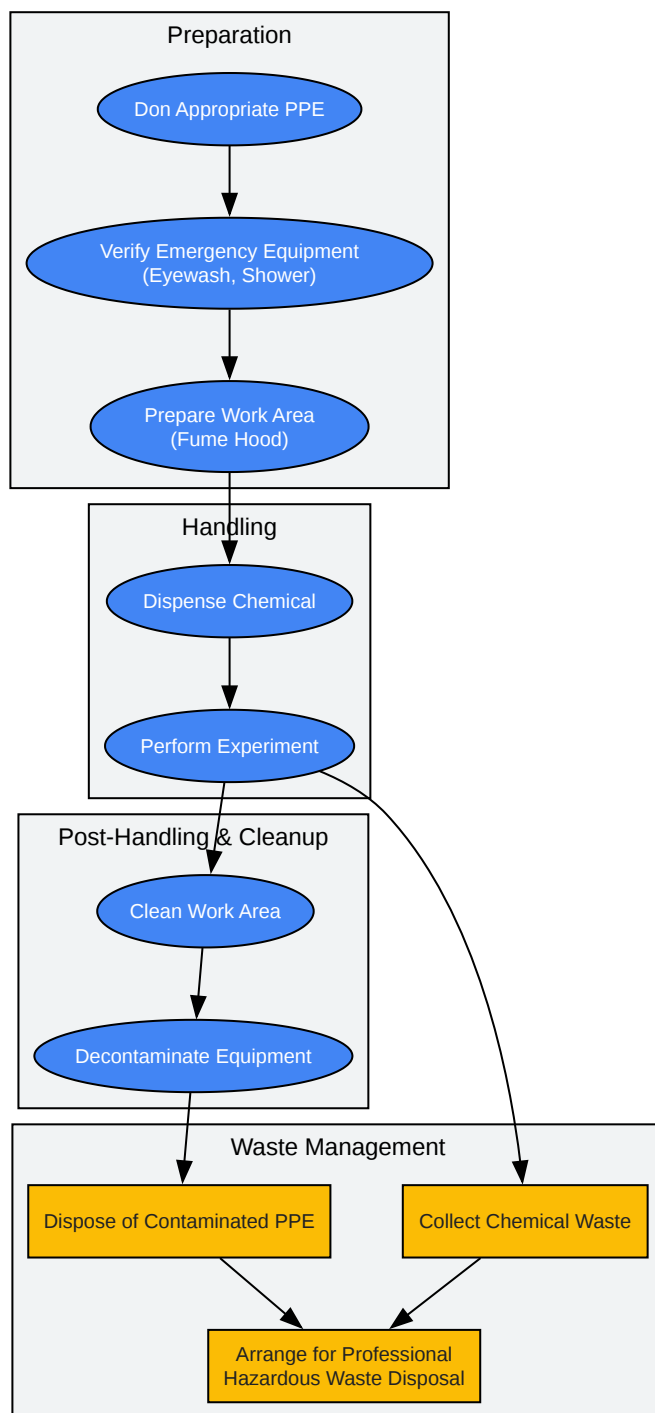 Preparation
Don Appropriate PPE
Verify Emergency Equipment
(Eyewash, Shower)
Prepare Work Area
(Fume Hood)
Handling
Dispense Chemical
Perform Experiment
Post-Handling & Cleanup
Clean Work Area
Decontaminate Equipment
Waste Management
Dispose of Contaminated PPE
Collect Chemical Waste
Arrange for Professional
Hazardous Waste Disposal